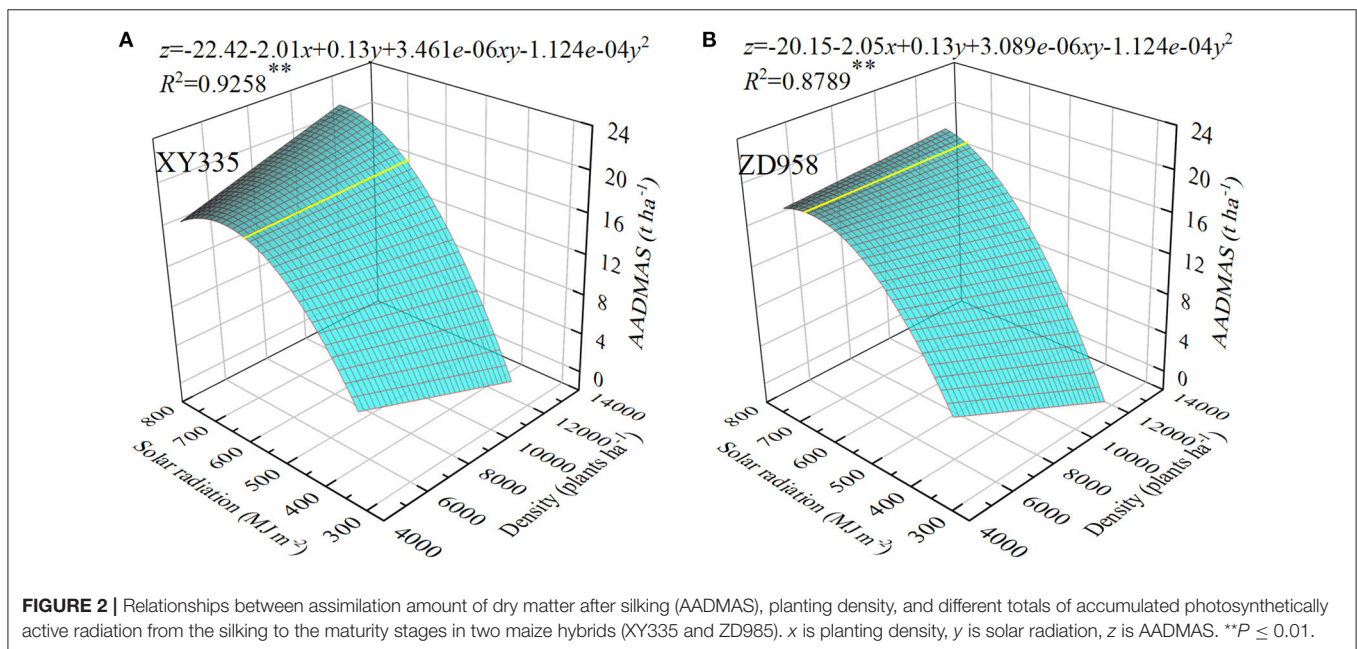 A
z=-22.42-2.01x+0.13y+3.461e-06xy-1.124e-04y²
R²=0.9258**
XY335
24
20
16
12
8
4
0
AADMAS (t ha⁻¹)
800
700
600
500
400
300
Solar radiation (MJ m⁻²)
14000
12000
10000
8000
6000
4000
Density (plants ha⁻¹)
B
z=-20.15-2.05x+0.13y+3.089e-06xy-1.124e-04y²
R²=0.8789**
ZD958
24
20
16
12
8
4
0
AADMAS (t ha⁻¹)
800
700
600
500
400
300
Solar radiation (MJ m⁻²)
14000
12000
10000
8000
6000
4000
Density (plants ha⁻¹)
FIGURE 2 | Relationships between assimilation amount of dry matter after silking (AADMAS), planting density, and different totals of accumulated photosynthetically
active radiation from the silking to the maturity stages in two maize hybrids (XY335 and ZD985). x is planting density, y is solar radiation, z is AADMAS. **P ≤ 0.01.